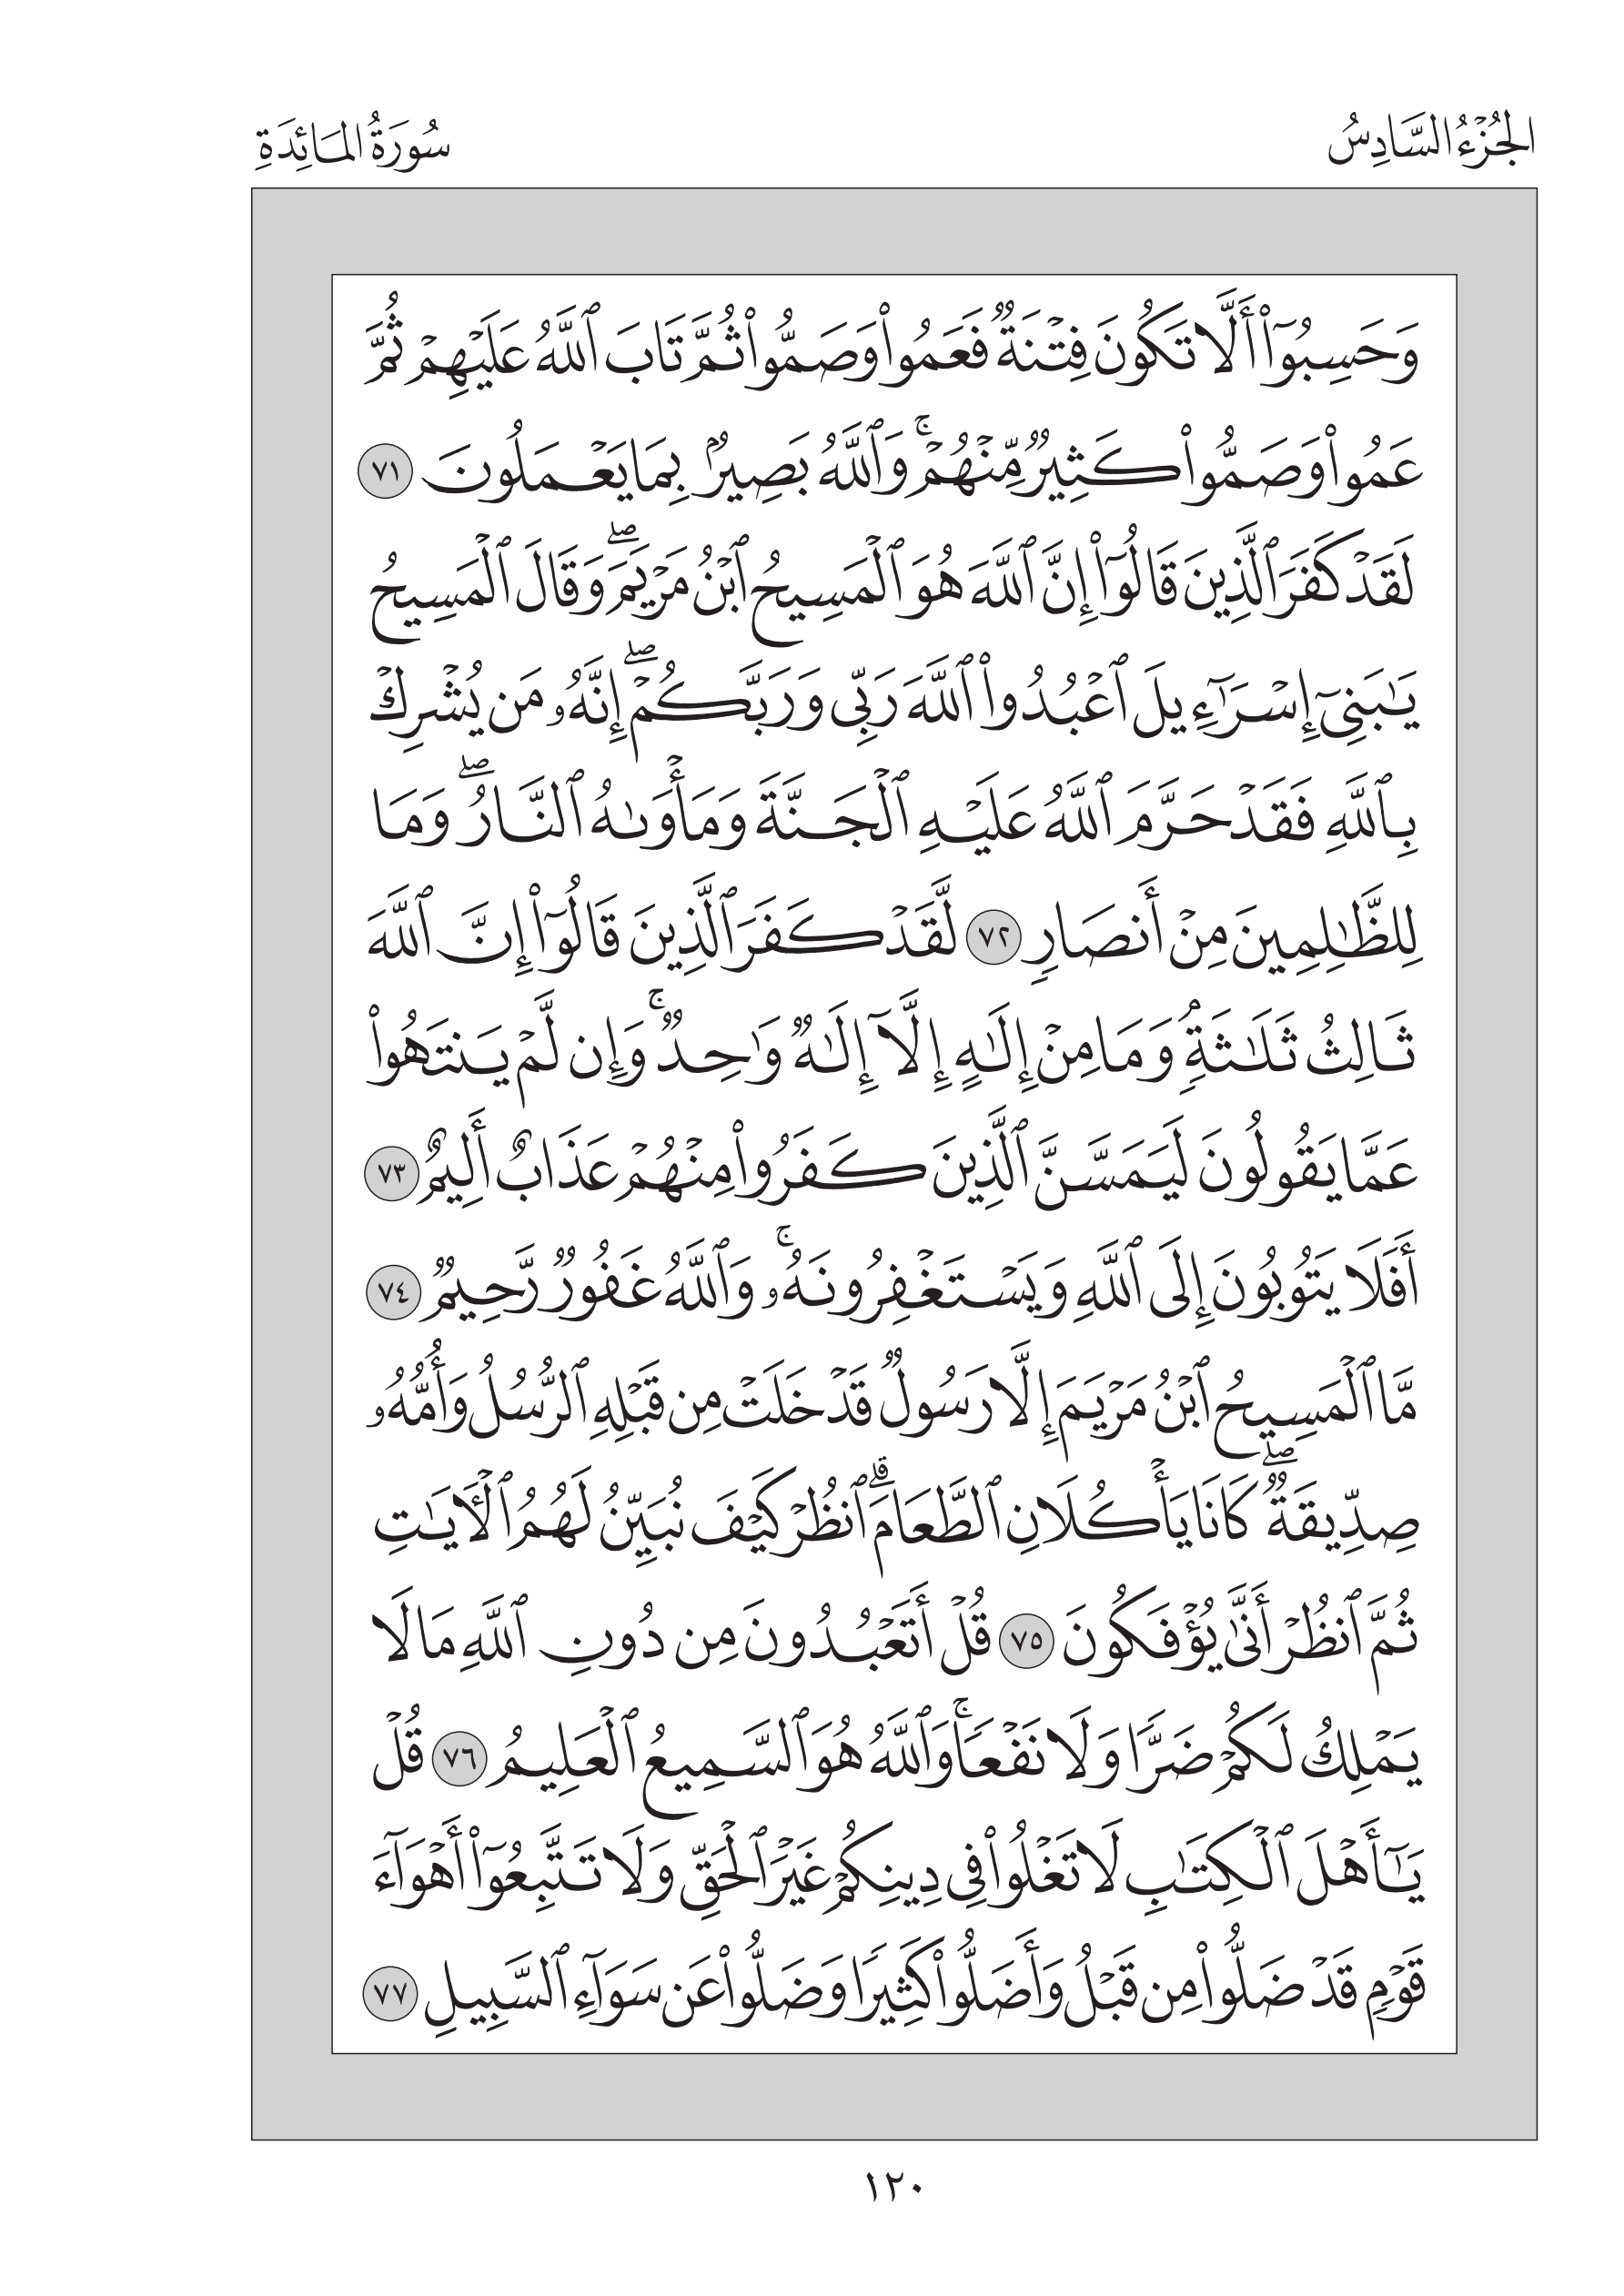 الجُزْءُ السَّادِسُ
سُورَةُ المَائِدَةِ
وَحَسِبُوٓاْ أَلَّا تَكُونَ فِتۡنَةٞ فَعَمُواْ وَصَمُّواْ ثُمَّ تَابَ ٱللَّهُ عَلَيۡهِمۡ ثُمَّ
عَمُواْ وَصَمُّواْ كَثِيرٞ مِّنۡهُمۡۚ وَٱللَّهُ بَصِيرُۢ بِمَا يَعۡمَلُونَ ٧١
لَقَدۡ كَفَرَ ٱلَّذِينَ قَالُوٓاْ إِنَّ ٱللَّهَ هُوَ ٱلۡمَسِيحُ ٱبۡنُ مَرۡيَمَۖ وَقَالَ ٱلۡمَسِيحُ
يَٰبَنِيٓ إِسۡرَٰٓءِيلَ ٱعۡبُدُواْ ٱللَّهَ رَبِّي وَرَبَّكُمۡۖ إِنَّهُۥ مَن يُشۡرِكۡ
بِٱللَّهِ فَقَدۡ حَرَّمَ ٱللَّهُ عَلَيۡهِ ٱلۡجَنَّةَ وَمَأۡوَىٰهُ ٱلنَّارُۖ وَمَا
لِلظَّٰلِمِينَ مِنۡ أَنصَارٖ ٧٢ لَّقَدۡ كَفَرَ ٱلَّذِينَ قَالُوٓاْ إِنَّ ٱللَّهَ
ثَالِثُ ثَلَٰثَةٖۘ وَمَا مِنۡ إِلَٰهٍ إِلَّآ إِلَٰهٞ وَٰحِدٞۚ وَإِن لَّمۡ يَنتَهُواْ
عَمَّا يَقُولُونَ لَيَمَسَّنَّ ٱلَّذِينَ كَفَرُواْ مِنۡهُمۡ عَذَابٌ أَلِيمٌ ٧٣
أَفَلَا يَتُوبُونَ إِلَى ٱللَّهِ وَيَسۡتَغۡفِرُونَهُۥۚ وَٱللَّهُ غَفُورٞ رَّحِيمٞ ٧٤
مَّا ٱلۡمَسِيحُ ٱبۡنُ مَرۡيَمَ إِلَّا رَسُولٞ قَدۡ خَلَتۡ مِن قَبۡلِهِ ٱلرُّسُلُ وَأُمُّهُۥ
صِدِّيقَةٞۖ كَانَا يَأۡكُلَانِ ٱلطَّعَامَۗ ٱنظُرۡ كَيۡفَ نُبَيِّنُ لَهُمُ ٱلۡأٓيَٰتِ
ثُمَّ ٱنظُرۡ أَنَّىٰ يُؤۡفَكُونَ ٧٥ قُلۡ أَتَعۡبُدُونَ مِن دُونِ ٱللَّهِ مَا لَا
يَمۡلِكُ لَكُمۡ ضَرّٗا وَلَا نَفۡعٗاۚ وَٱللَّهُ هُوَ ٱلسَّمِيعُ ٱلۡعَلِيمُ ٧٦ قُلۡ
يَٰٓأَهۡلَ ٱلۡكِتَٰبِ لَا تَغۡلُواْ فِي دِينِكُمۡ غَيۡرَ ٱلۡحَقِّ وَلَا تَتَّبِعُوٓاْ أَهۡوَآءَ
قَوۡمٖ قَدۡ ضَلُّواْ مِن قَبۡلُ وَأَضَلُّواْ كَثِيرٗا وَضَلُّواْ عَن سَوَآءِ ٱلسَّبِيلِ ٧٧
١٢٠